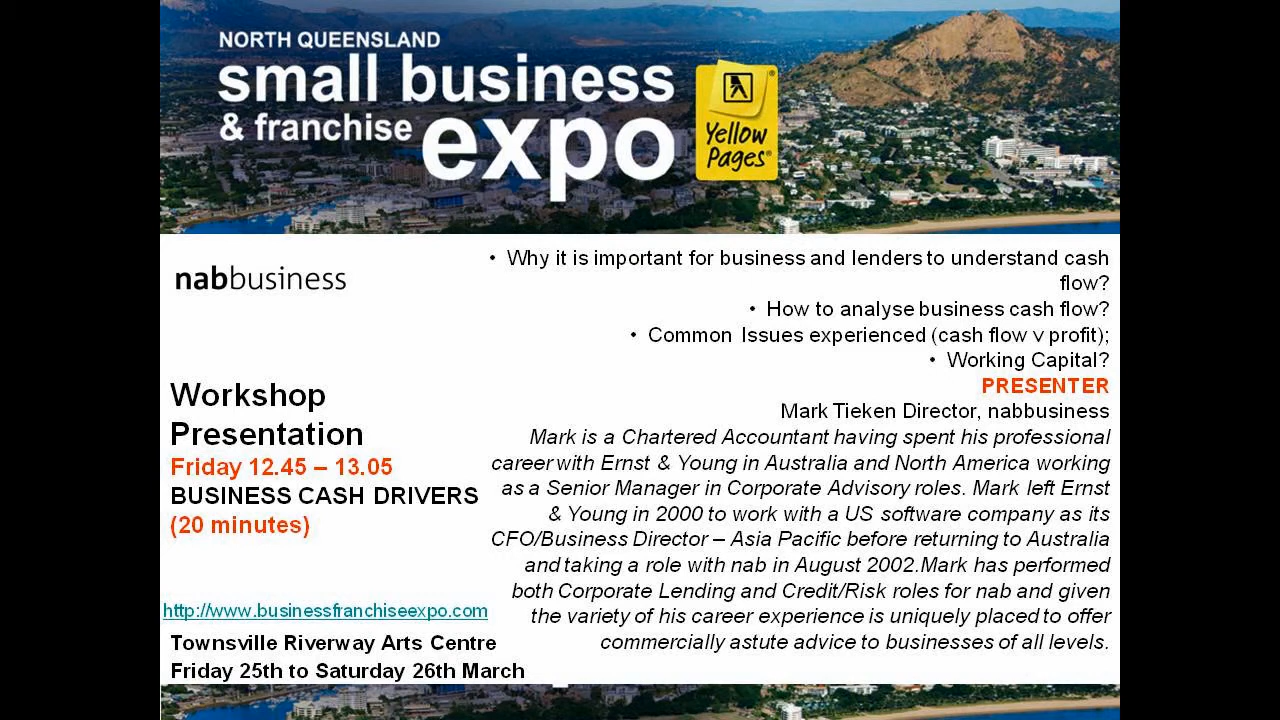 NORTH QUEENSLAND
small business
& franchise expo
Yellow
Pages®
nabbusiness
• Why it is important for business and lenders to understand cash
flow?
• How to analyse business cash flow?
• Common Issues experienced (cash flow v profit);
• Working Capital?
PRESENTER
Mark Tieken Director, nabbusiness
Mark is a Chartered Accountant having spent his professional
career with Ernst & Young in Australia and North America working
as a Senior Manager in Corporate Advisory roles. Mark left Ernst
& Young in 2000 to work with a US software company as its
CFO/Business Director – Asia Pacific before returning to Australia
and taking a role with nab in August 2002.Mark has performed
both Corporate Lending and Credit/Risk roles for nab and given
the variety of his career experience is uniquely placed to offer
commercially astute advice to businesses of all levels.
Workshop
Presentation
Friday 12.45 – 13.05
BUSINESS CASH DRIVERS
(20 minutes)
http://www.businessfranchiseexpo.com
Townsville Riverway Arts Centre
Friday 25th to Saturday 26th March